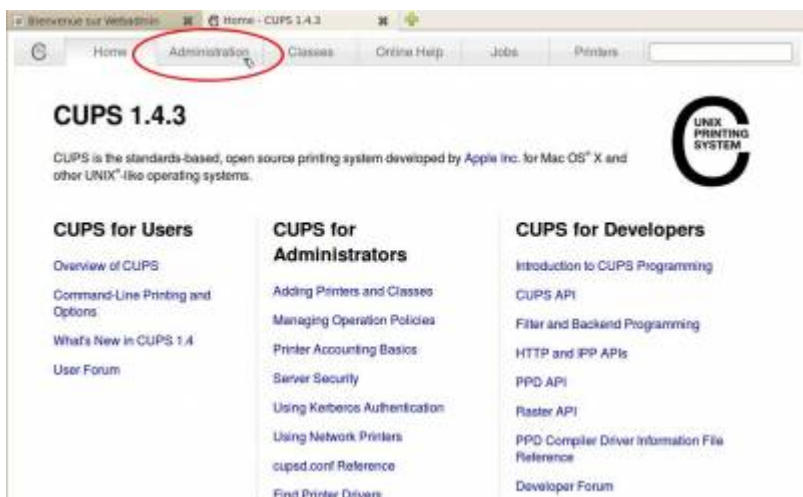 Bienvenue sur Webadmin
Home - CUPS 1.4.3
Home Administration Classes Online Help Jobs Printers
CUPS 1.4.3
UNIX
PRINTING
SYSTEM
CUPS is the standards-based, open source printing system developed by Apple Inc. for Mac OS® X and
other UNIX®-like operating systems.
CUPS for Users
Overview of CUPS
Command-Line Printing and
Options
What's New in CUPS 1.4
User Forum
CUPS for
Administrators
Adding Printers and Classes
Managing Operation Policies
Printer Accounting Basics
Server Security
Using Kerberos Authentication
Using Network Printers
cupsd.conf Reference
Find Printer Drivers
CUPS for Developers
Introduction to CUPS Programming
CUPS API
Filter and Backend Programming
HTTP and IPP APIs
PPD API
Raster API
PPD Compiler Driver Information File
Reference
Developer Forum